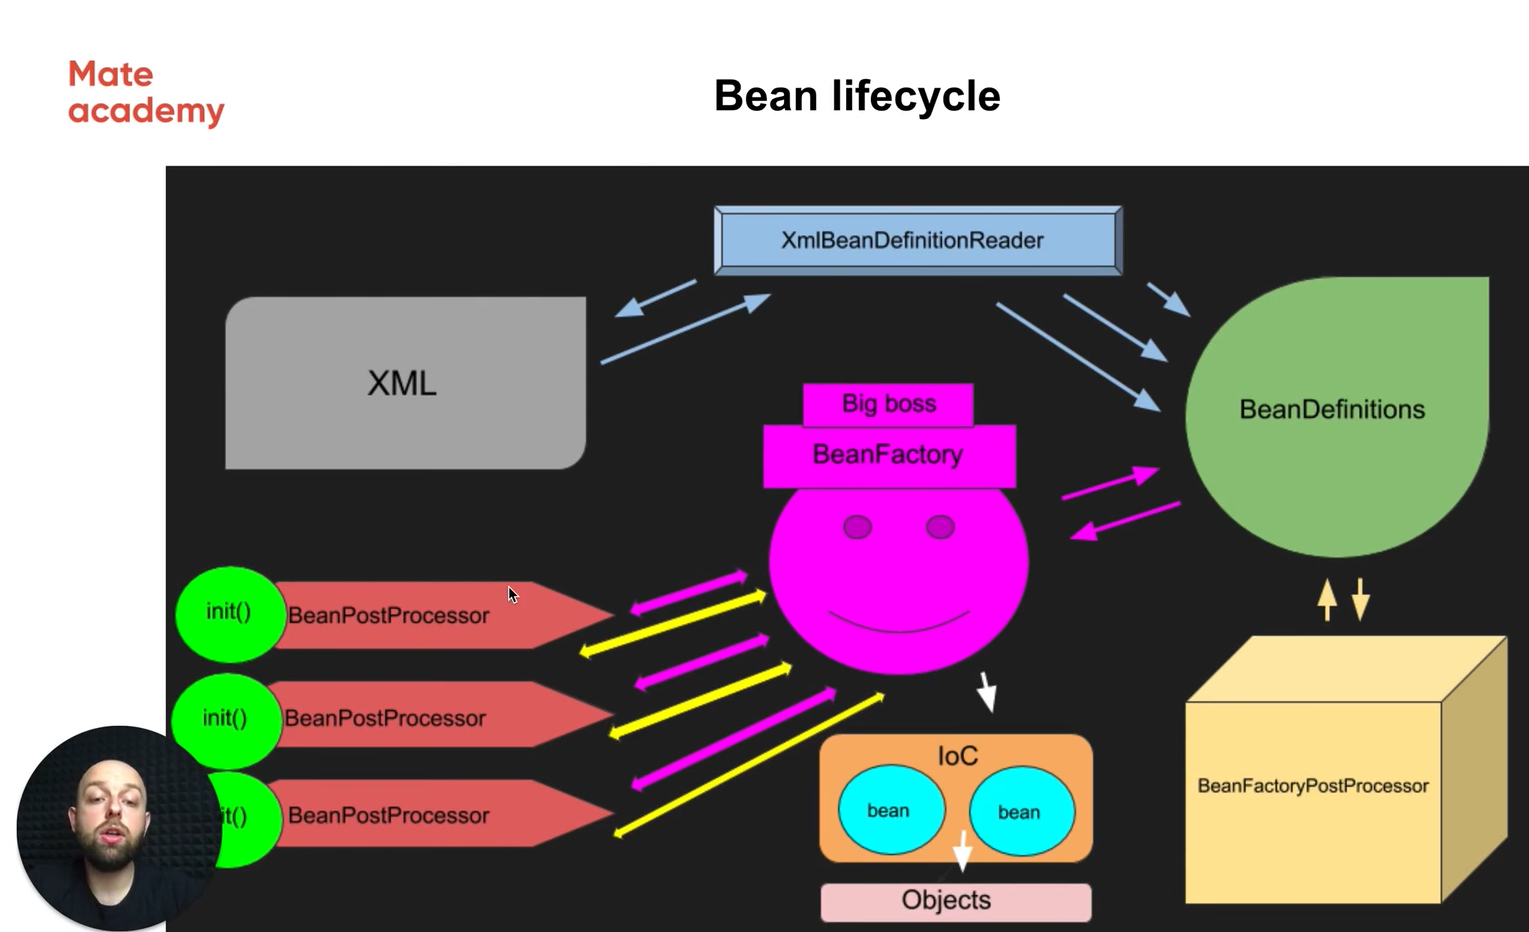 Mate
academy
Bean lifecycle
XmlBeanDefinitionReader
XML
BeanDefinitions
Big boss
BeanFactory
init()
BeanPostProcessor
init()
BeanPostProcessor
it()
BeanPostProcessor
IoC
bean
bean
Objects
BeanFactoryPostProcessor